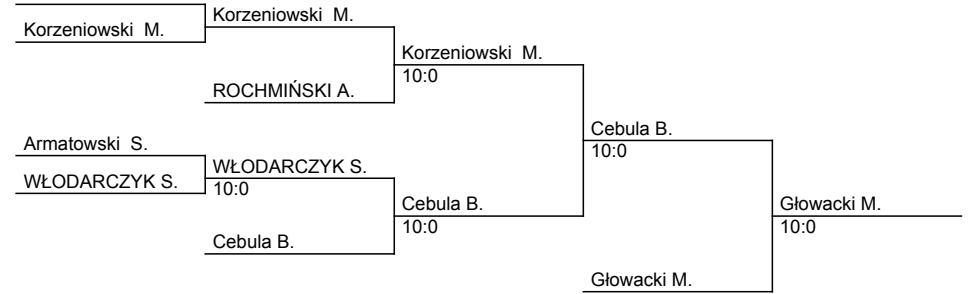 Korzeniowski M.
Korzeniowski M.
Korzeniowski M.
10:0
ROCHMIŃSKI A.
Cebula B.
10:0
Armatowski S.
WŁODARCZYK S.
WŁODARCZYK S.
10:0
Cebula B.
10:0
Głowacki M.
10:0
Cebula B.
Głowacki M.